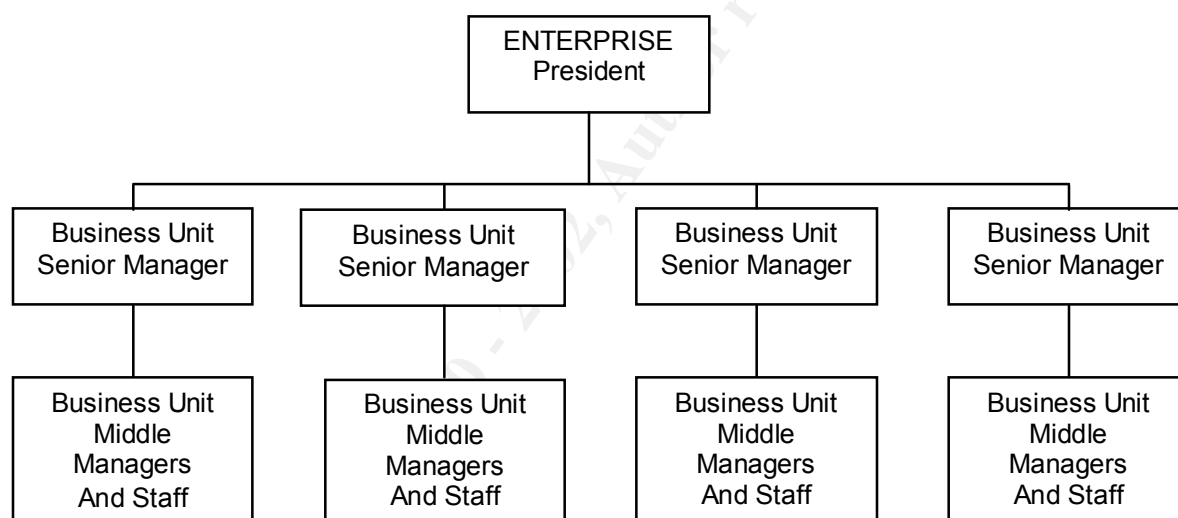 ENTERPRISE
President
Business Unit
Senior Manager
Business Unit
Senior Manager
Business Unit
Senior Manager
Business Unit
Senior Manager
Business Unit
Middle
Managers
And Staff
Business Unit
Middle
Managers
And Staff
Business Unit
Middle
Managers
And Staff
Business Unit
Middle
Managers
And Staff